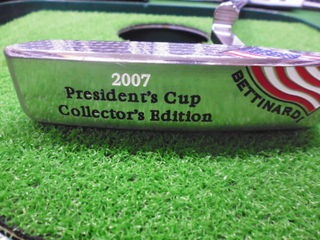 2007
President's Cup
Collector's Edition
BETTINARDI